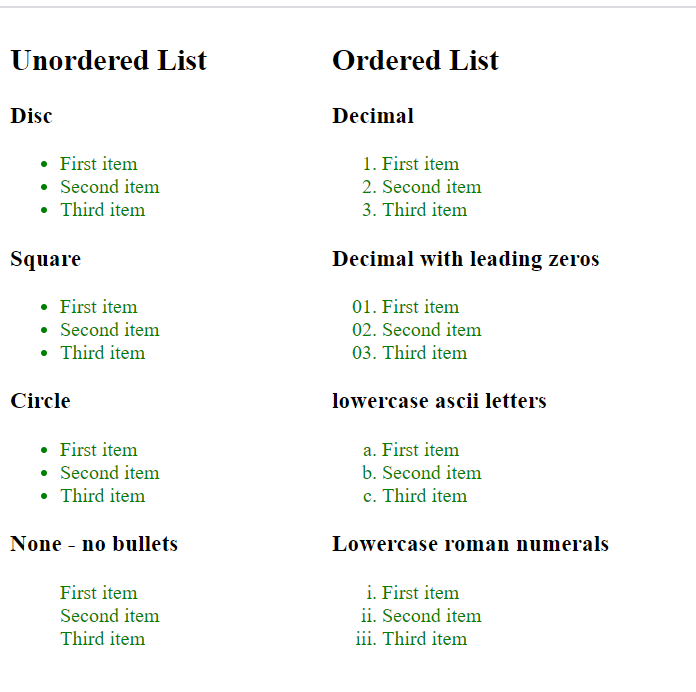 Unordered List
Disc
• First item
• Second item
• Third item
Square
• First item
• Second item
• Third item
Circle
• First item
• Second item
• Third item
None - no bullets
First item
Second item
Third item
Ordered List
Decimal
1. First item
2. Second item
3. Third item
Decimal with leading zeros
01. First item
02. Second item
03. Third item
lowercase ascii letters
a. First item
b. Second item
c. Third item
Lowercase roman numerals
i. First item
ii. Second item
iii. Third item